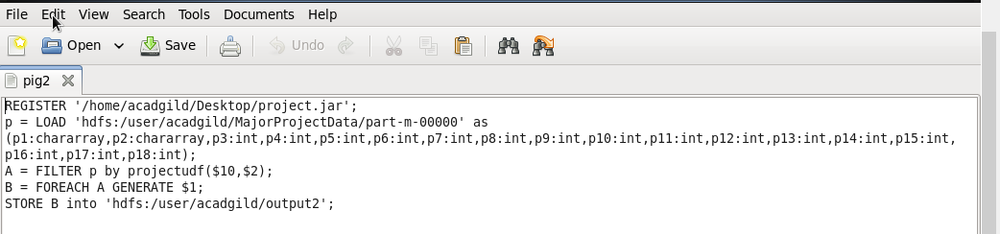 File Edit View Search Tools Documents Help
Open Save Undo
pig2
REGISTER '/home/acadgild/Desktop/project.jar';
p = LOAD 'hdfs:/user/acadgild/MajorProjectData/part-m-00000' as
(p1:chararray,p2:chararray,p3:int,p4:int,p5:int,p6:int,p7:int,p8:int,p9:int,p10:int,p11:int,p12:int,p13:int,p14:int,p15:int,
p16:int,p17:int,p18:int);
A = FILTER p by projectudf($10,$2);
B = FOREACH A GENERATE $1;
STORE B into 'hdfs:/user/acadgild/output2';